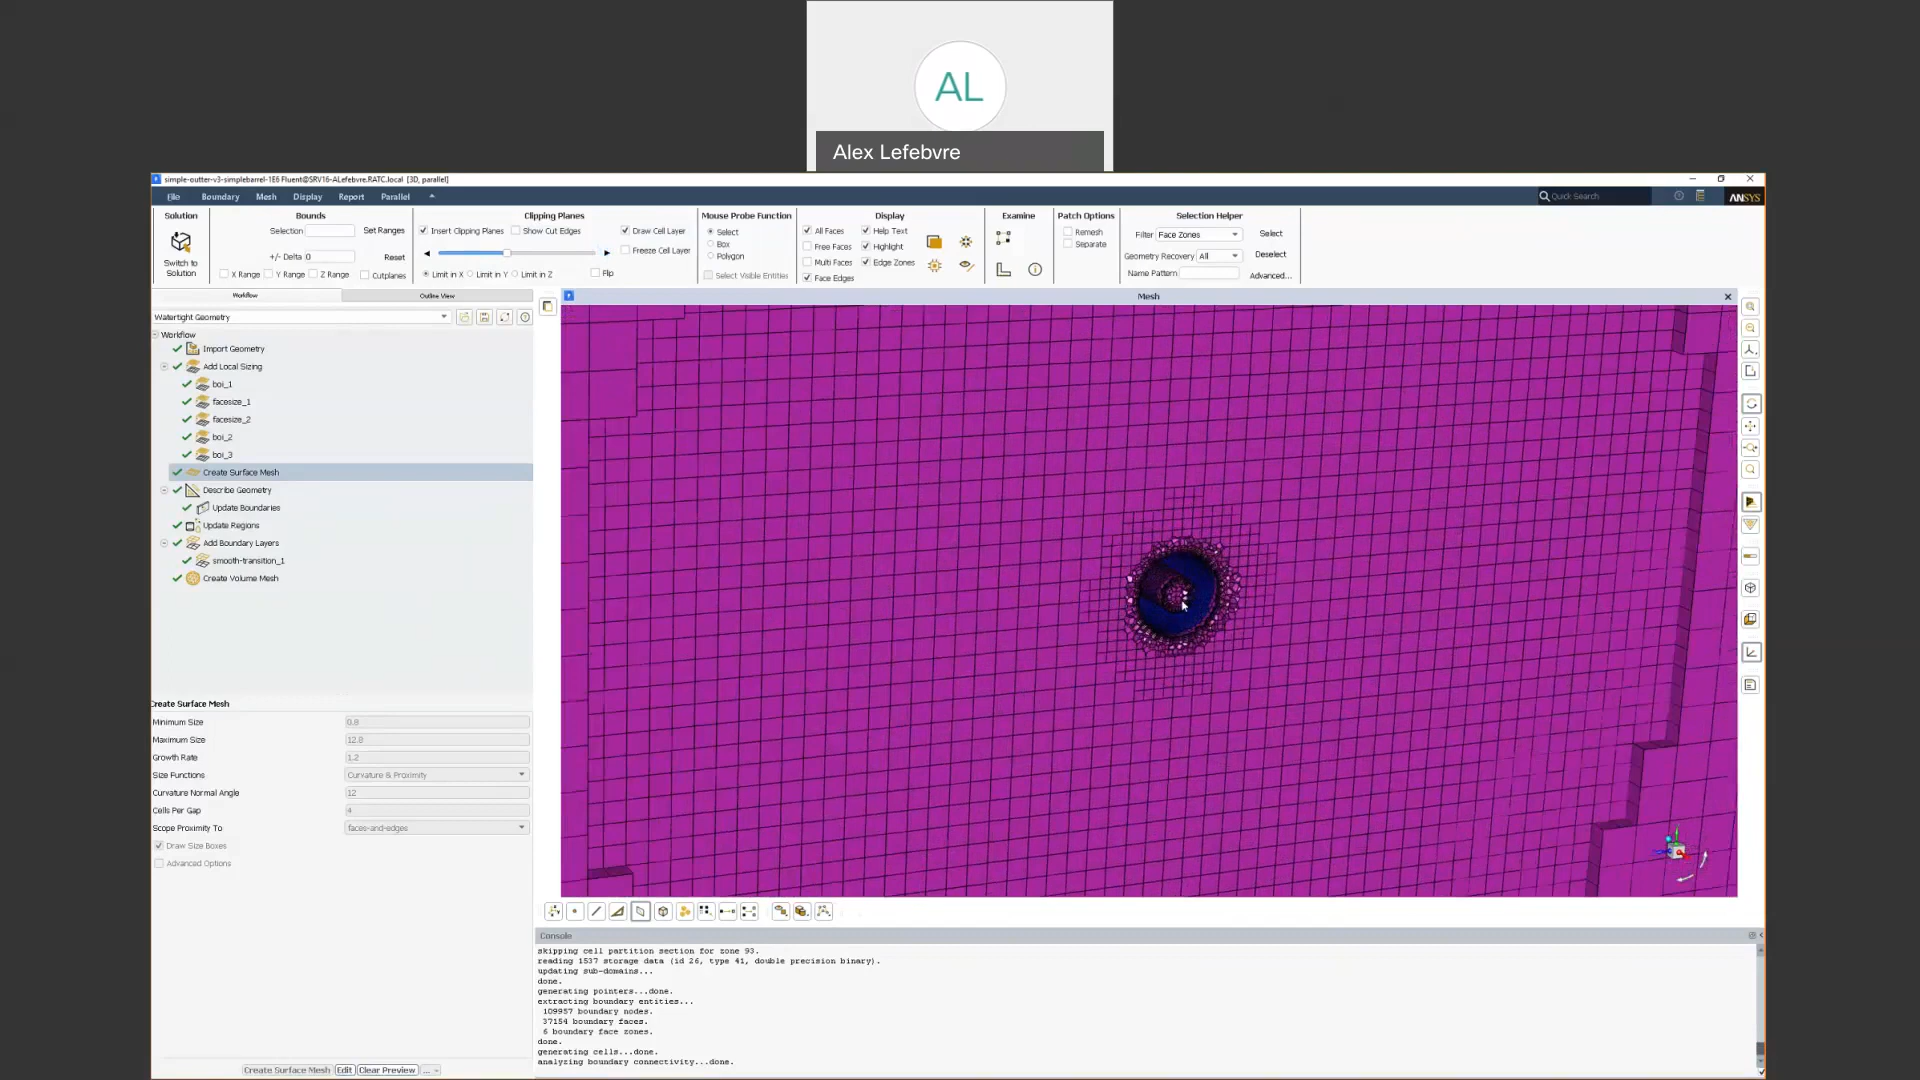 AL
Alex Lefebvre
simple-outter-v3-simplebarrel-1E6 Fluent@SRV16-ALefebvre.RATC.local [3D, parallel]
File Boundary Mesh Display Report Parallel
Quick Search
ANSYS
Solution
Switch to
Solution
Bounds
Selection Set Ranges
+/- Delta 0 Reset
X Range Y Range Z Range Cutplanes
Clipping Planes
Insert Clipping Planes Show Cut Edges Draw Cell Layer
Freeze Cell Layer
Limit in X Limit in Y Limit in Z Flip
Mouse Probe Function
Select
Box
Polygon
Select Visible Entities
Display
All Faces Help Text
Free Faces Highlight
Multi Faces Edge Zones
Face Edges
Examine
Patch Options
Remesh
Separate
Selection Helper
Filter Face Zones Select
Geometry Recovery All Deselect
Name Pattern Advanced...
Workflow Outline View
Watertight Geometry
Workflow
Import Geometry
Add Local Sizing
boi_1
facesize_1
facesize_2
boi_2
boi_3
Create Surface Mesh
Describe Geometry
Update Boundaries
Update Regions
Add Boundary Layers
smooth-transition_1
Create Volume Mesh
Create Surface Mesh
Minimum Size 0.8
Maximum Size 12.8
Growth Rate 1.2
Size Functions Curvature & Proximity
Curvature Normal Angle 12
Cells Per Gap 4
Scope Proximity To faces-and-edges
Draw Size Boxes
Advanced Options
Create Surface Mesh Edit Clear Preview ...
Mesh
Console
skipping cell partition section for zone 93.
reading 1537 storage data (id 26, type 41, double precision binary).
updating sub-domains...
done.
generating pointers...done.
extracting boundary entities...
109957 boundary nodes.
37154 boundary faces.
6 boundary face zones.
done.
generating cells...done.
analyzing boundary connectivity...done.